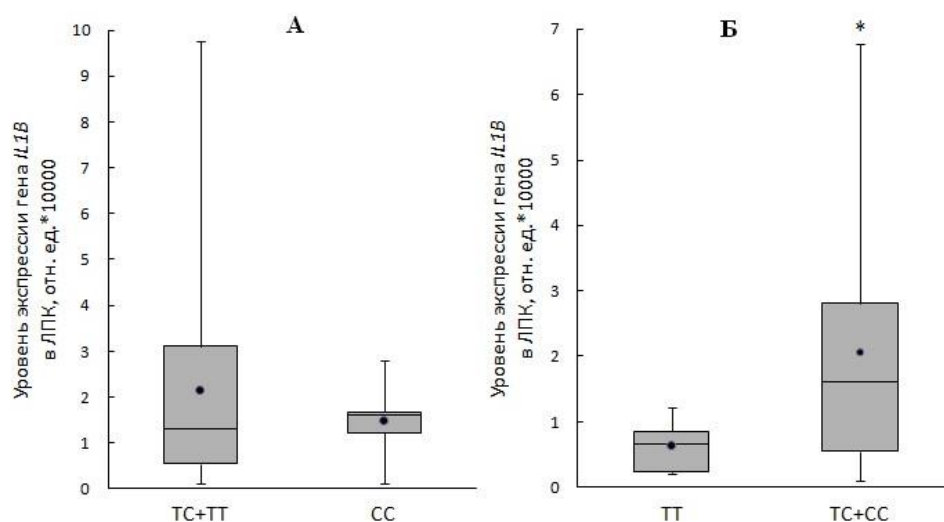 А
Уровень экспрессии гена IL1B
в ЛПК, отн. ед.*10000
10
9
8
7
6
5
4
3
2
1
0
TC+TT
CC
Б
*
Уровень экспрессии гена IL1B
в ЛПК, отн. ед.*10000
7
6
5
4
3
2
1
0
TT
TC+CC